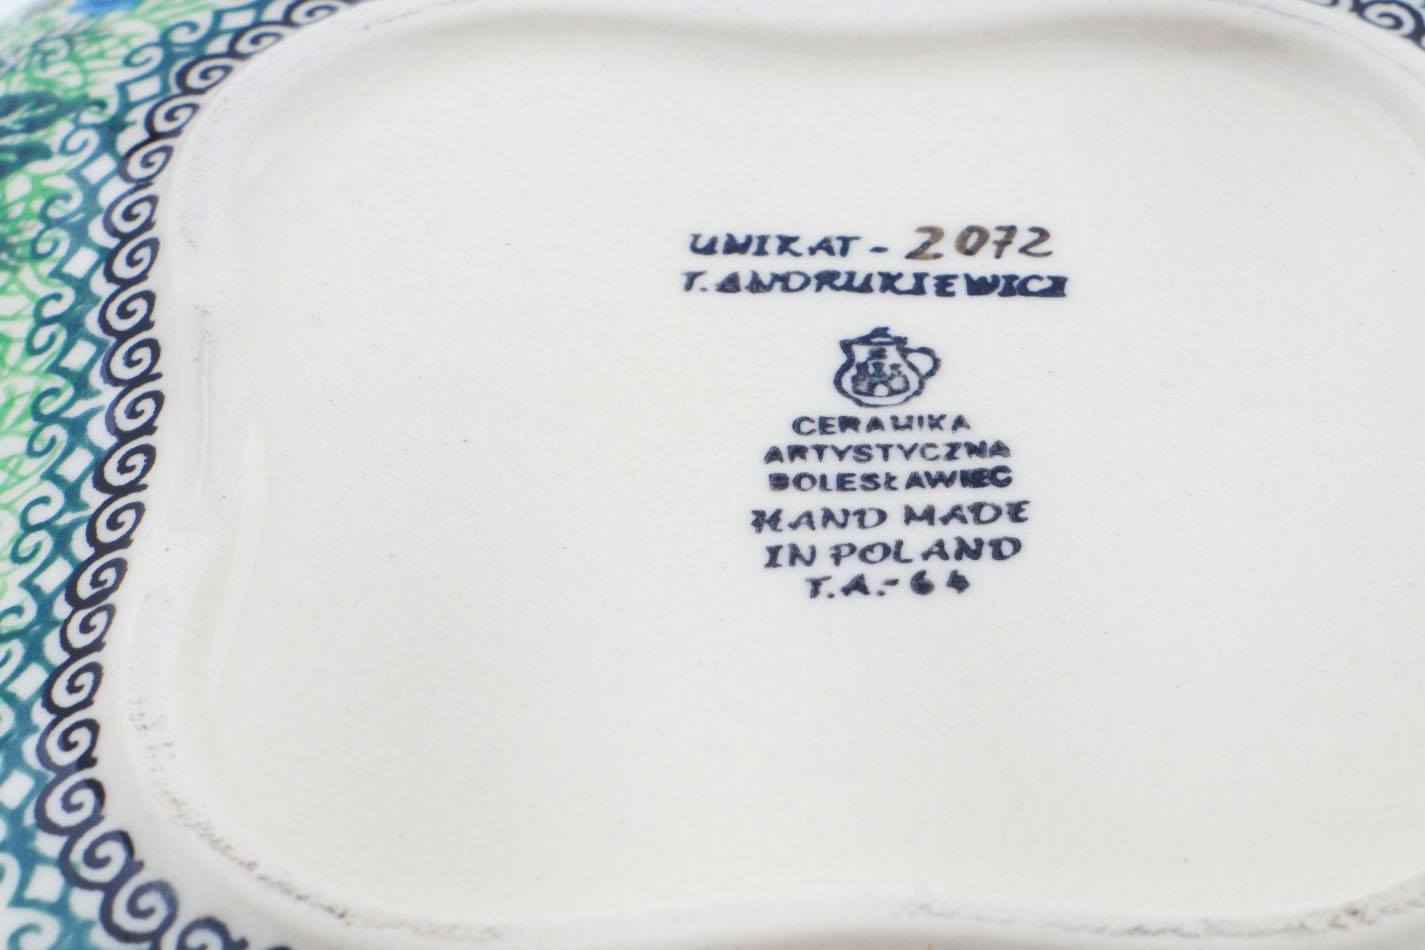 UNIKAT - 2072
T. ANDRUKIEWICZ
CERAMIKA
ARTYSTYCZNA
BOLESŁAWIEC
HAND MADE
IN POLAND
T.A.-64